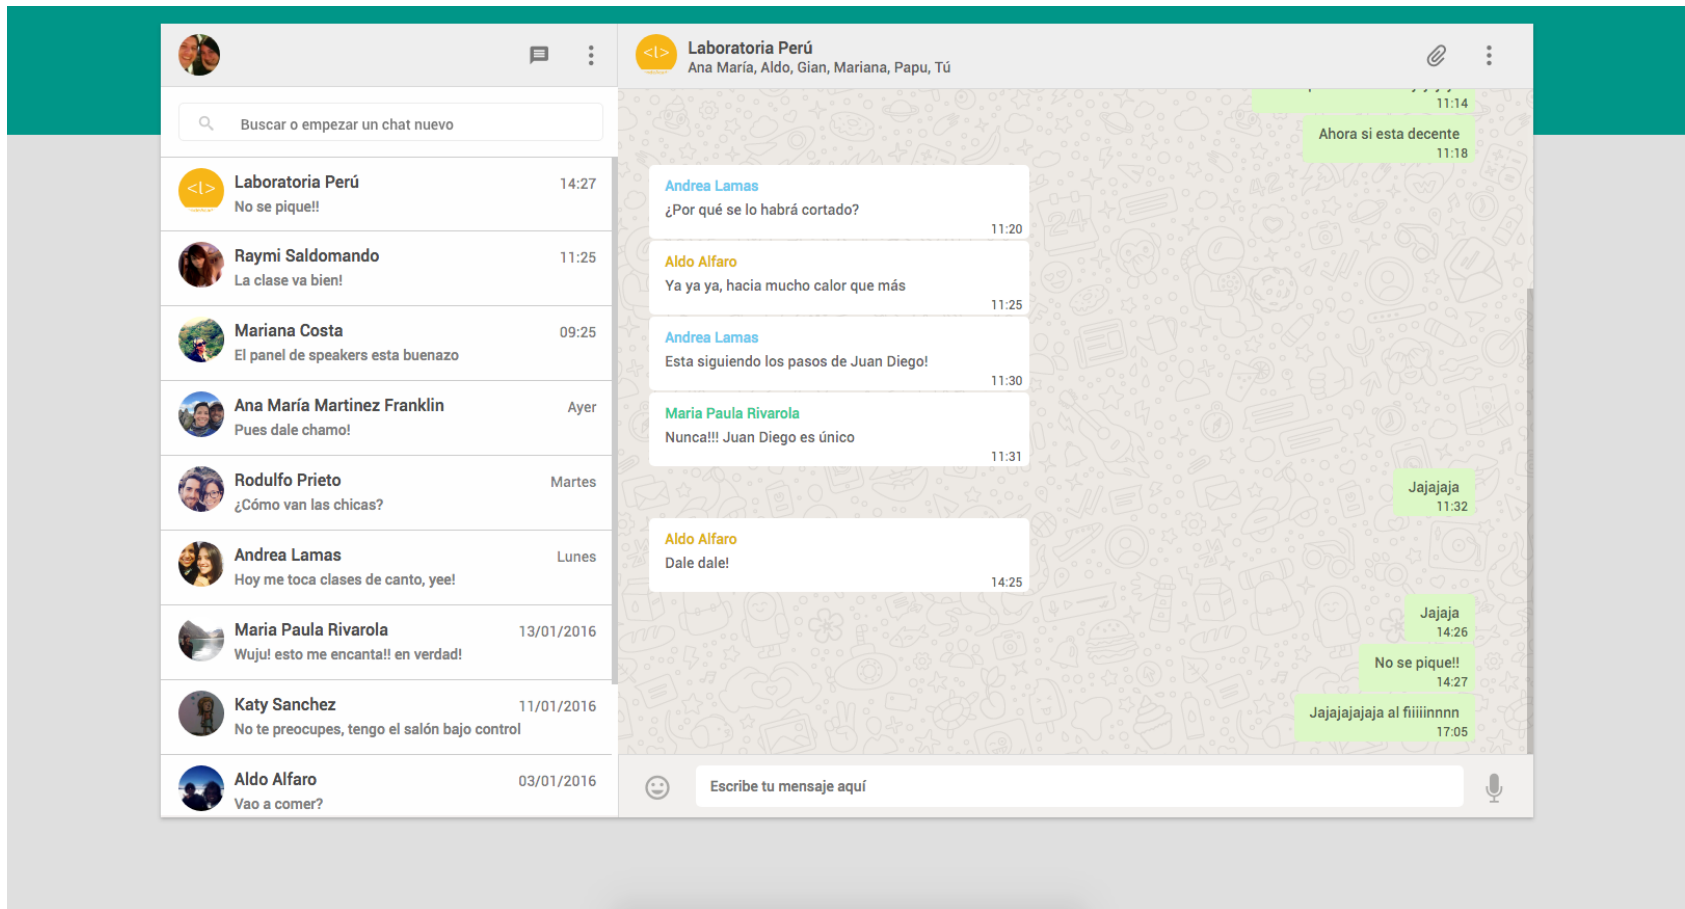 Buscar o empezar un chat nuevo
Laboratoria Perú
14:27
No se pique!!
Raymi Saldomando
11:25
La clase va bien!
Mariana Costa
09:25
El panel de speakers esta buenazo
Ana María Martinez Franklin
Ayer
Pues dale chamo!
Rodulfo Prieto
Martes
¿Cómo van las chicas?
Andrea Lamas
Lunes
Hoy me toca clases de canto, yee!
Maria Paula Rivarola
13/01/2016
Wuju! esto me encanta!! en verdad!
Katy Sanchez
11/01/2016
No te preocupes, tengo el salón bajo control
Aldo Alfaro
03/01/2016
Vao a comer?
<l>
Laboratoria Perú
Ana María, Aldo, Gian, Mariana, Papu, Tú
11:14
Ahora si esta decente
11:18
Andrea Lamas
¿Por qué se lo habrá cortado?
11:20
Aldo Alfaro
Ya ya ya, hacia mucho calor que más
11:25
Andrea Lamas
Esta siguiendo los pasos de Juan Diego!
11:30
Maria Paula Rivarola
Nunca!!! Juan Diego es único
11:31
Jajajaja
11:32
Aldo Alfaro
Dale dale!
14:25
Jajaja
14:26
No se pique!!
14:27
Jajajajajaja al fiiiiinnnn
17:05
Escribe tu mensaje aquí